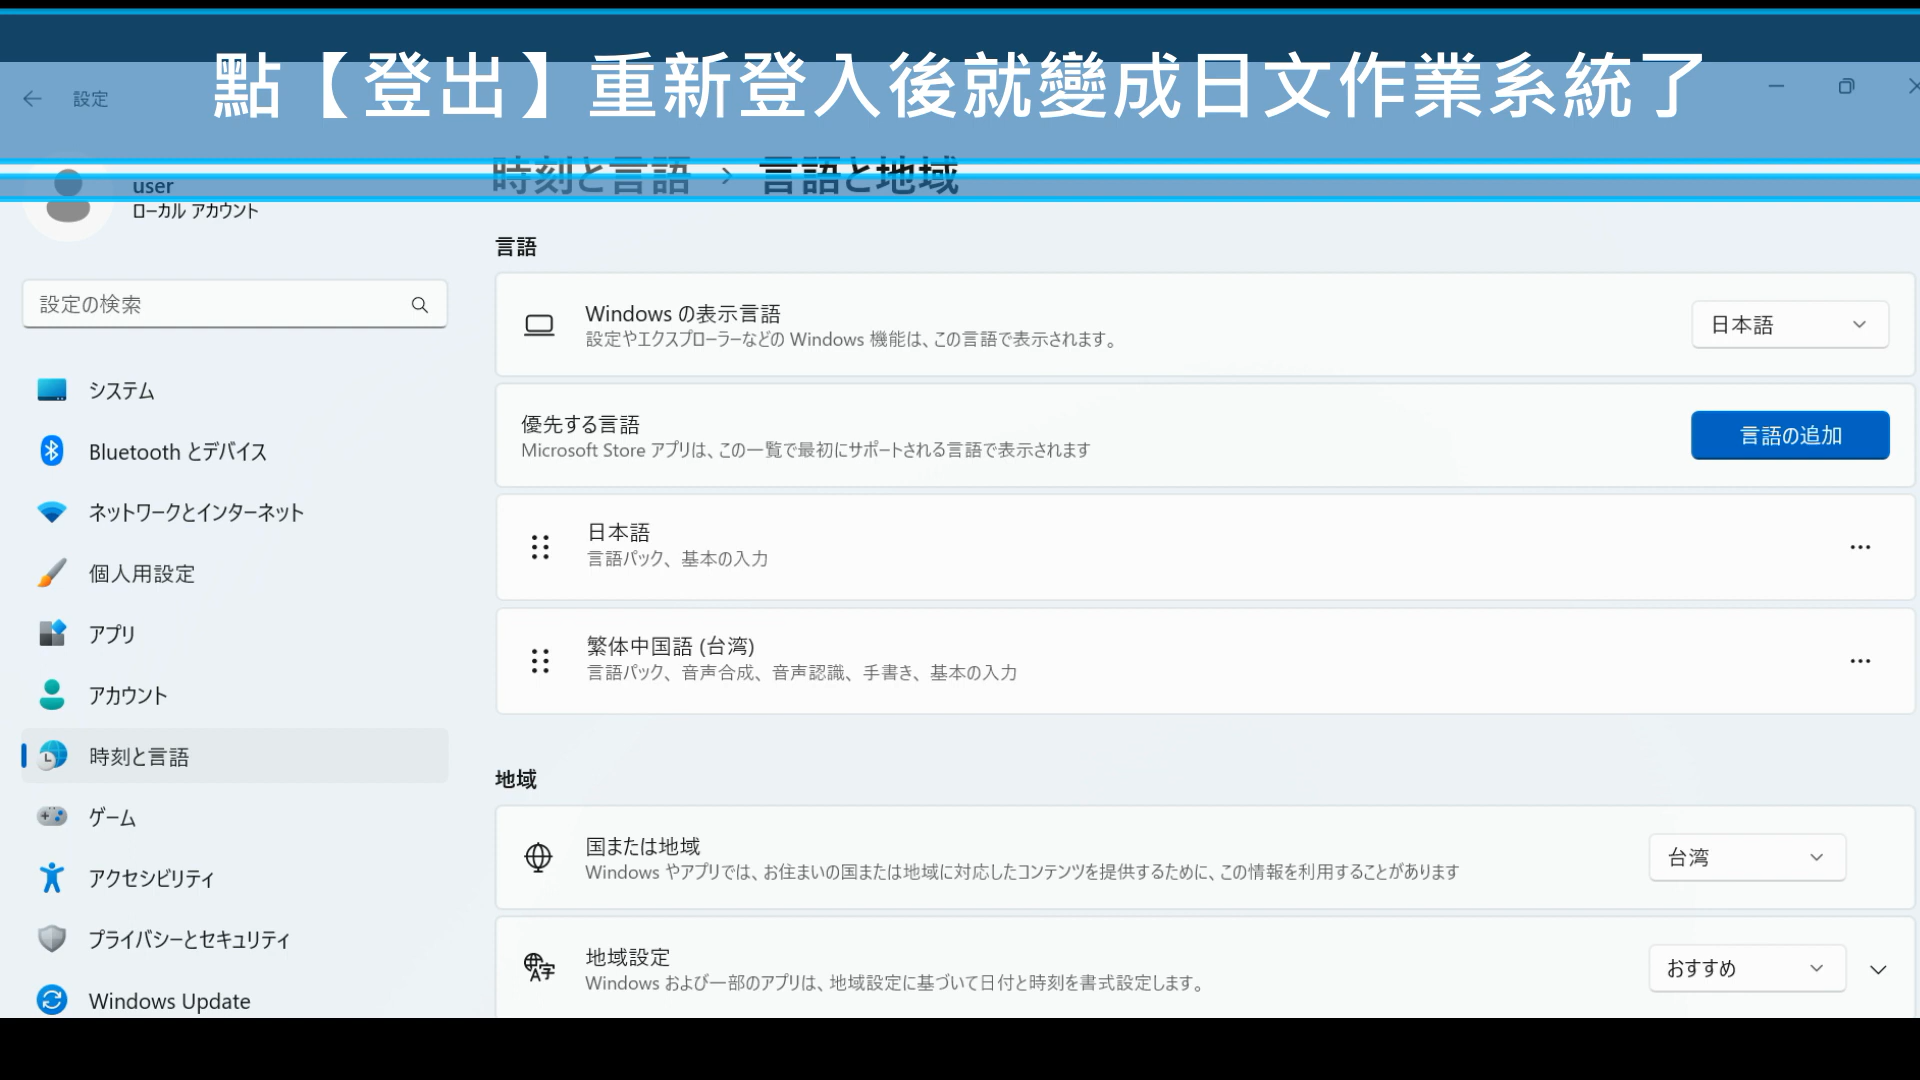 點【登出】重新登入後就變成日文作業系統了
設定
時刻と言語 › 言語と地域
user
ローカル アカウント
設定の検索
システム
Bluetooth とデバイス
ネットワークとインターネット
個人用設定
アプリ
アカウント
時刻と言語
ゲーム
アクセシビリティ
プライバシーとセキュリティ
Windows Update
言語
Windows の表示言語
設定やエクスプローラーなどの Windows 機能は、この言語で表示されます。
日本語
優先する言語
Microsoft Store アプリは、この一覧で最初にサポートされる言語で表示されます
言語の追加
日本語
言語パック、基本の入力
繁体中国語 (台湾)
言語パック、音声合成、音声認識、手書き、基本の入力
地域
国または地域
Windows やアプリでは、お住まいの国または地域に対応したコンテンツを提供するために、この情報を利用することがあります
台湾
地域設定
Windows および一部のアプリは、地域設定に基づいて日付と時刻を書式設定します。
おすすめ